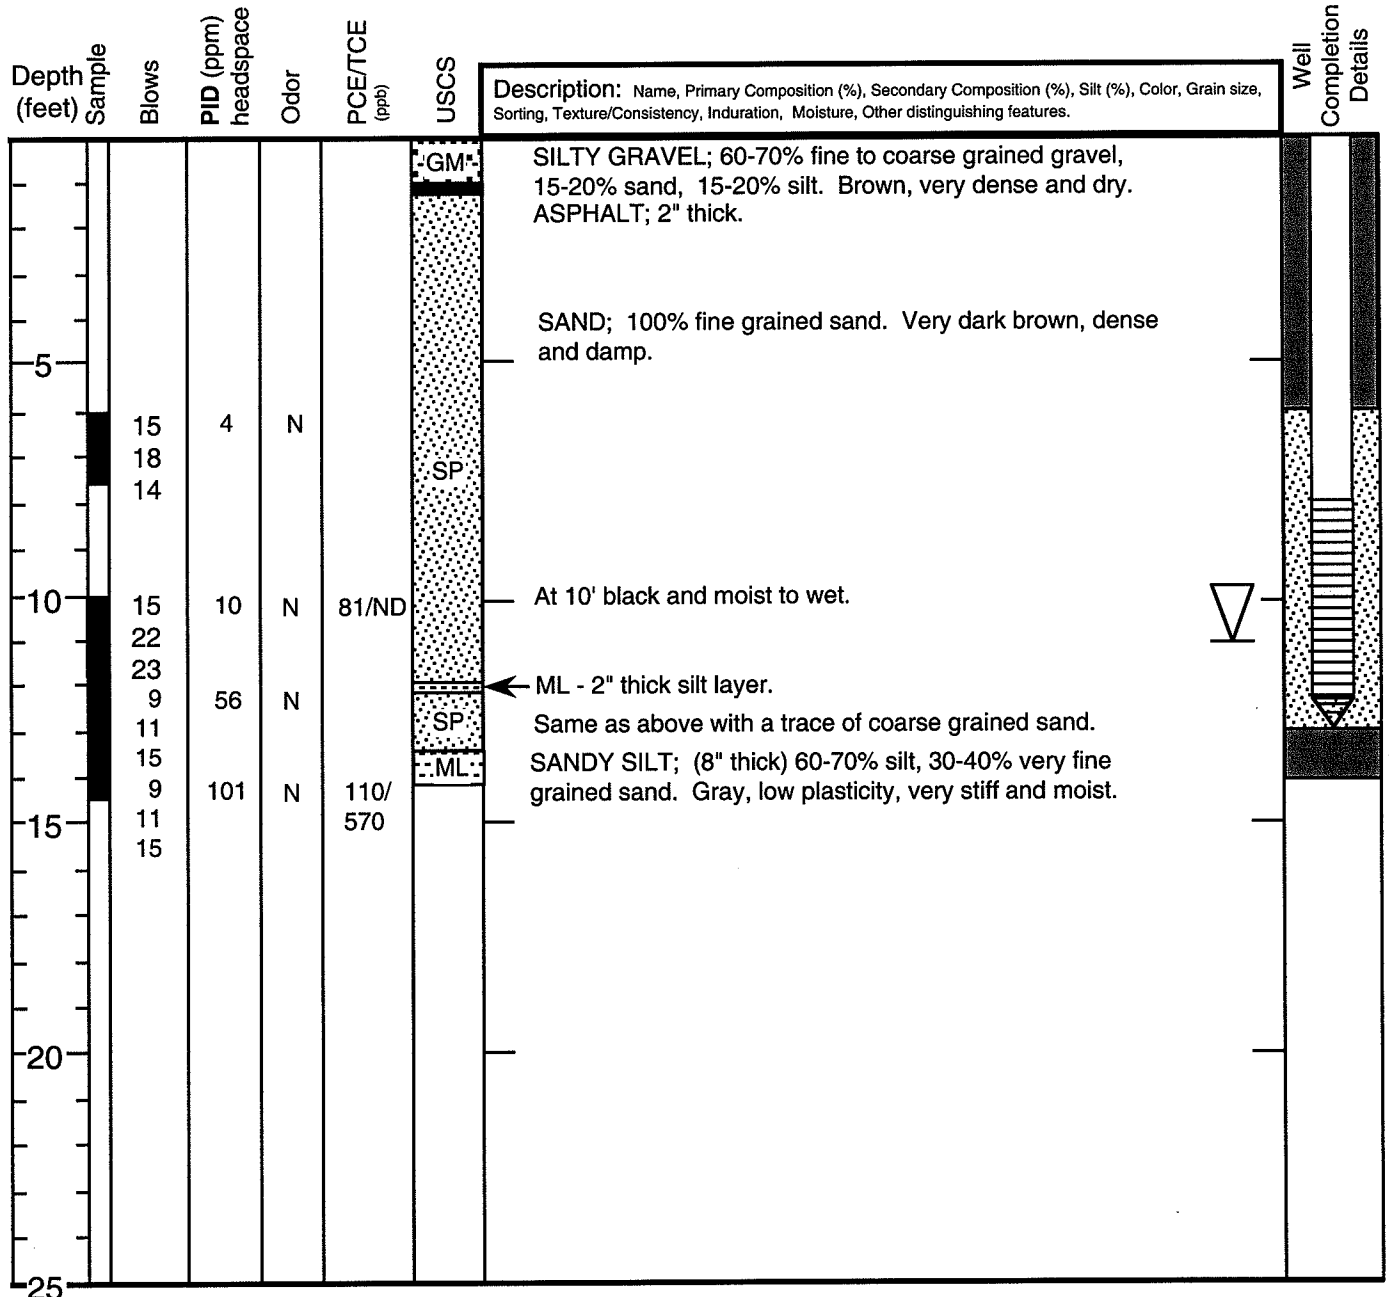 Depth
(feet)
Sample
Blows
PID (ppm)
headspace
Odor
PCE/TCE
(ppb)
USCS
Description: Name, Primary Composition (%), Secondary Composition (%), Silt (%), Color, Grain size,
Sorting, Texture/Consistency, Induration, Moisture, Other distinguishing features.
Well
Completion
Details
GM
SILTY GRAVEL; 60-70% fine to coarse grained gravel,
15-20% sand, 15-20% silt. Brown, very dense and dry.
ASPHALT; 2" thick.
SAND; 100% fine grained sand. Very dark brown, dense
and damp.
5
15 4 N
18
14
SP
10
15 10 N 81/ND
At 10' black and moist to wet.
22
23
9 56 N
ML - 2" thick silt layer.
11
SP
Same as above with a trace of coarse grained sand.
15
ML
SANDY SILT; (8" thick) 60-70% silt, 30-40% very fine
grained sand. Gray, low plasticity, very stiff and moist.
9 101 N 110/
570
11
15
15
20
25